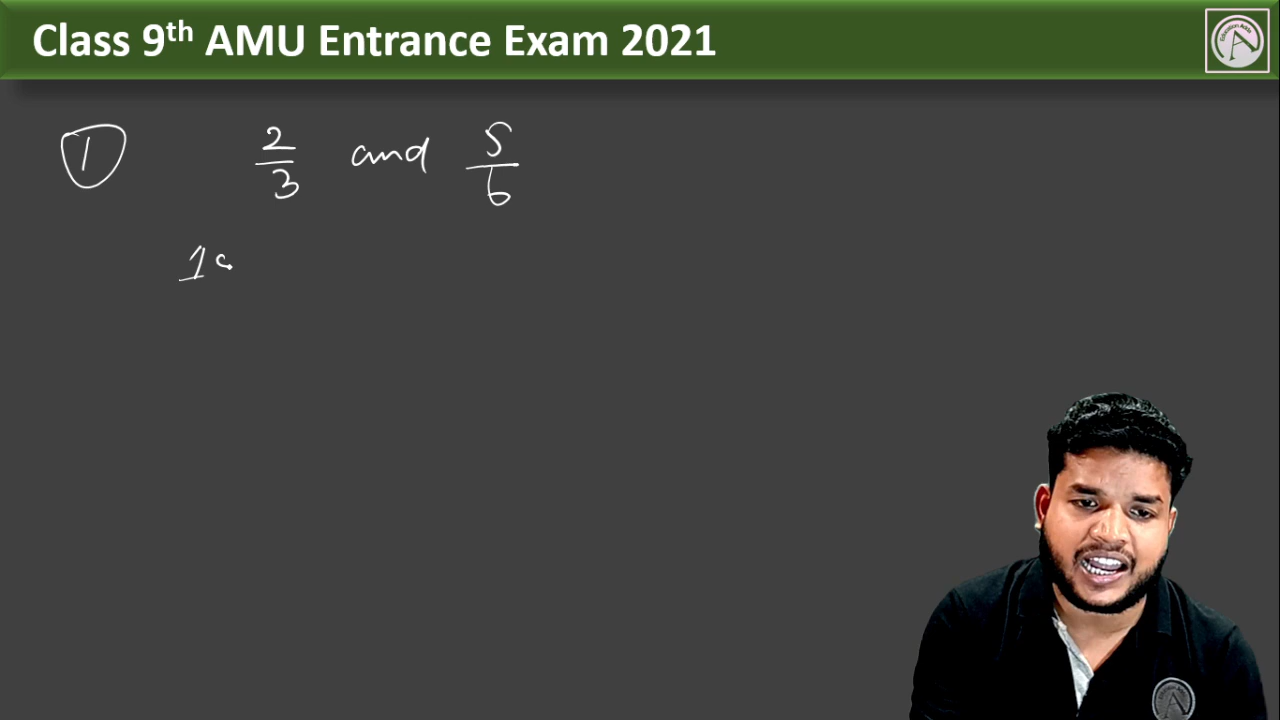 Class 9th AMU Entrance Exam 2021
① 2/3 and 5/6